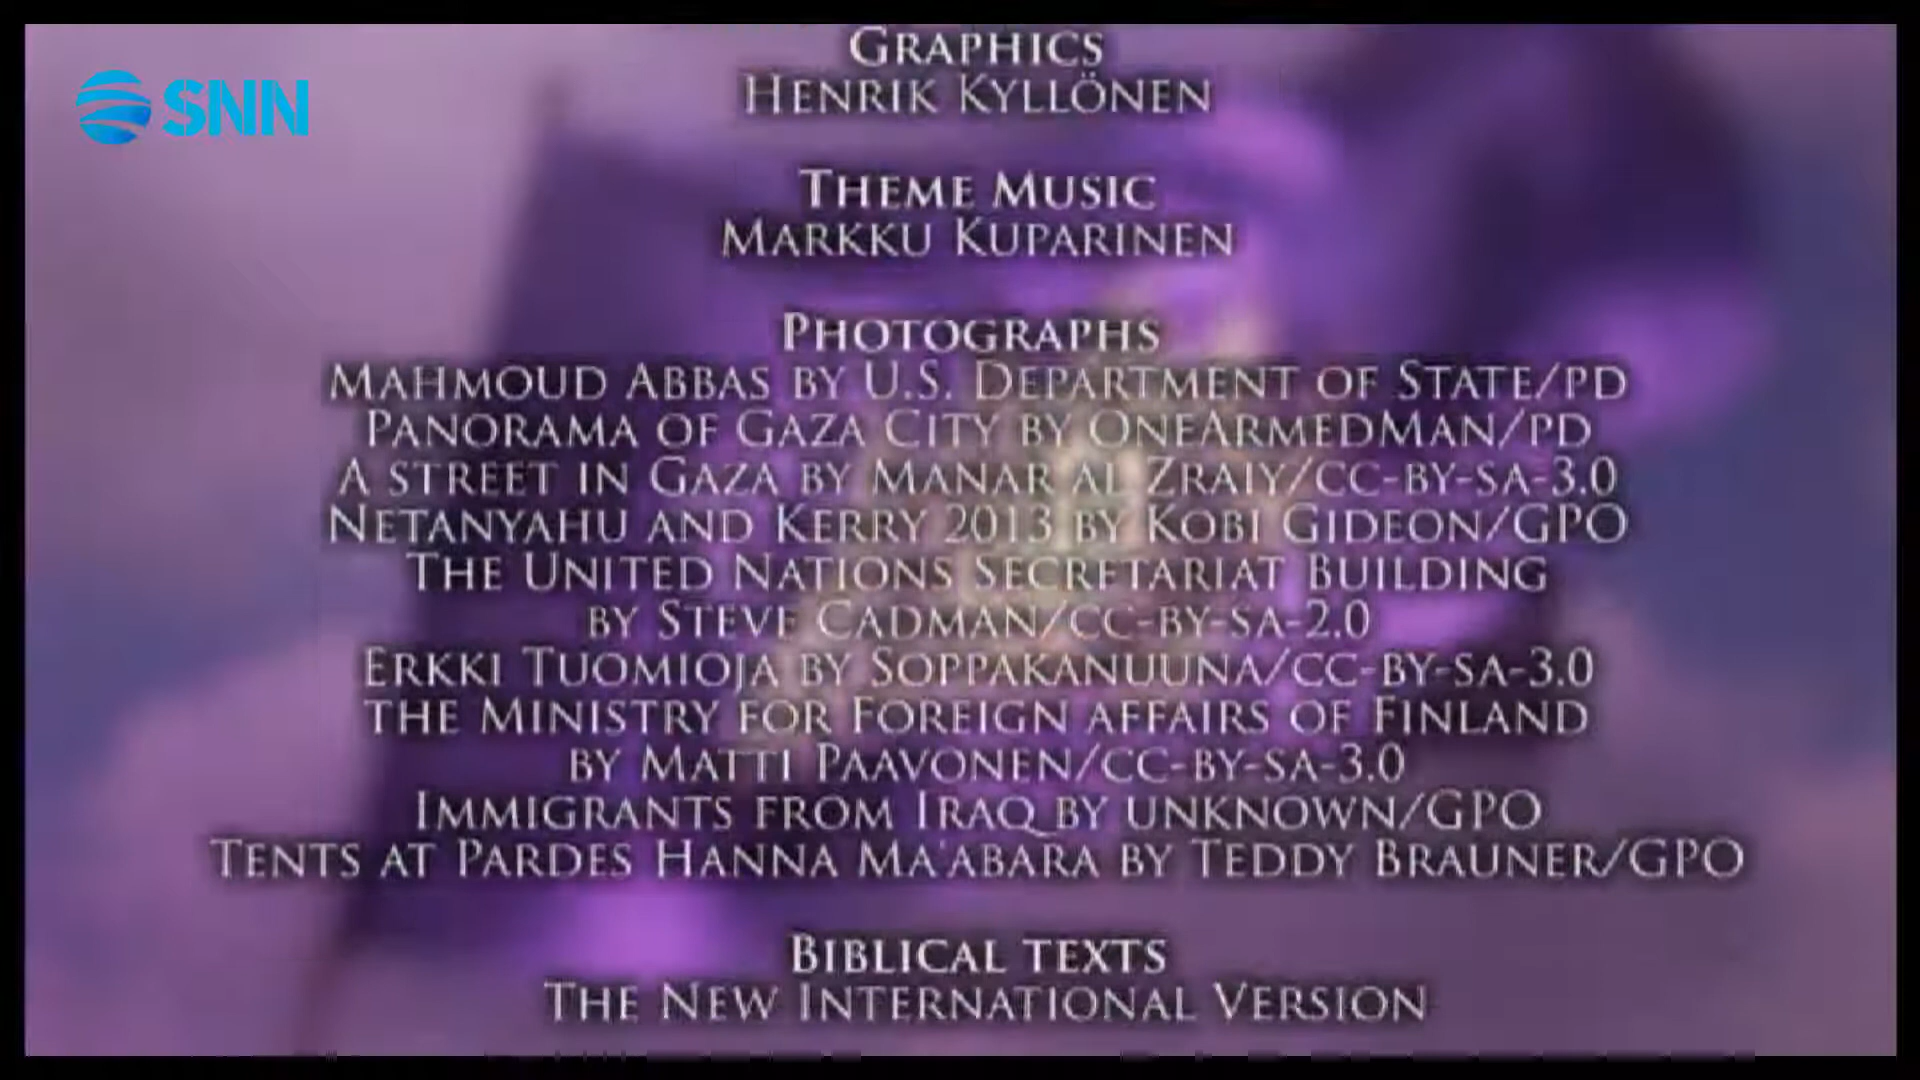 SNN
GRAPHICS
HENRIK KYLLÖNEN
THEME MUSIC
MARKKU KUPARINEN
PHOTOGRAPHS
MAHMOUD ABBAS BY U.S. DEPARTMENT OF STATE/PD
PANORAMA OF GAZA CITY BY ONEARMEDMAN/PD
A STREET IN GAZA BY MANAR AL ZRAIY/CC-BY-SA-3.0
NETANYAHU AND KERRY 2013 BY KOBI GIDEON/GPO
THE UNITED NATIONS SECRETARIAT BUILDING
BY STEVE CADMAN/CC-BY-SA-2.0
ERKKI TUOMIOJA BY SOPPAKANUUNA/CC-BY-SA-3.0
THE MINISTRY FOR FOREIGN AFFAIRS OF FINLAND
BY MATTI PAAVONEN/CC-BY-SA-3.0
IMMIGRANTS FROM IRAQ BY UNKNOWN/GPO
TENTS AT PARDES HANNA MA'ABARA BY TEDDY BRAUNER/GPO
BIBLICAL TEXTS
THE NEW INTERNATIONAL VERSION